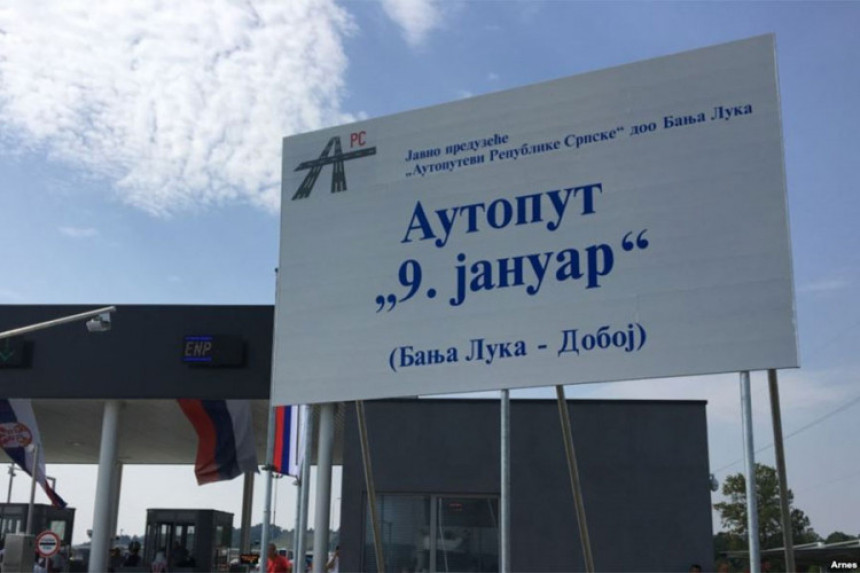 РС
Јавно предузеће
„Аутопутеви Републике Српске“ доо Бања Лука
Аутопут
„9. јануар“
(Бања Лука - Добој)
ENP
Arnes